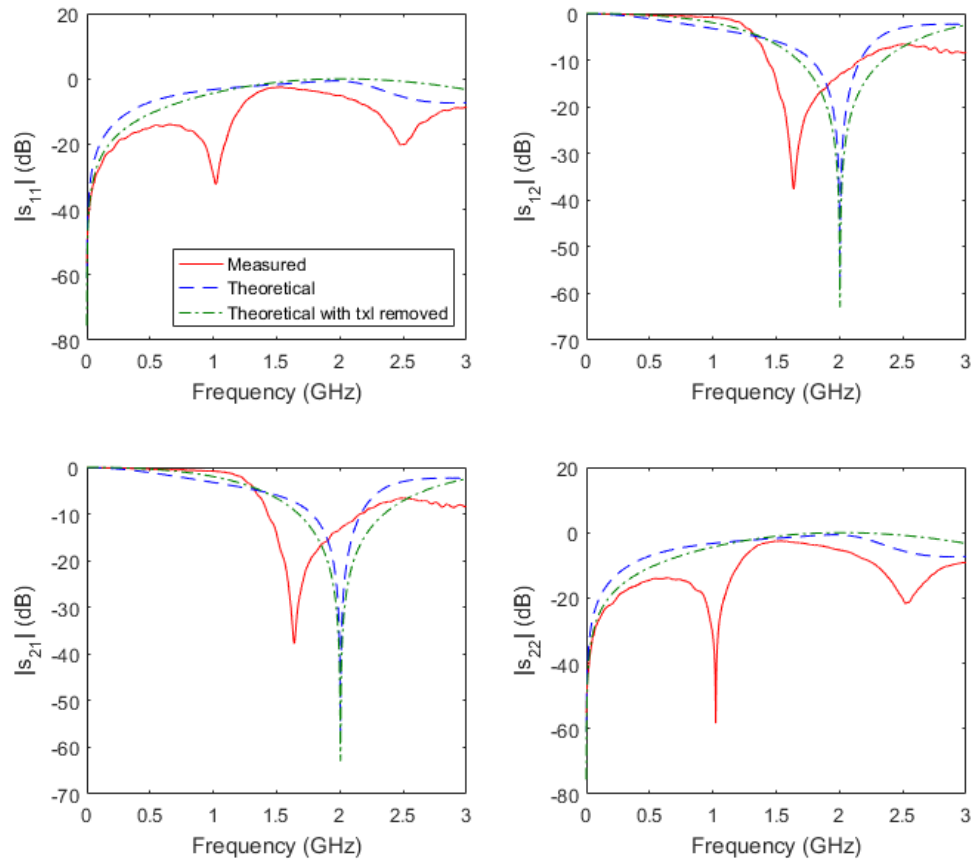 20
0
-20
-40
-60
-80
0 0.5 1 1.5 2 2.5 3
Frequency (GHz)
|s11| (dB)
Measured
Theoretical
Theoretical with txl removed
0
-10
-20
-30
-40
-50
-60
-70
0 0.5 1 1.5 2 2.5 3
Frequency (GHz)
|s12| (dB)
0
-10
-20
-30
-40
-50
-60
-70
0 0.5 1 1.5 2 2.5 3
Frequency (GHz)
|s21| (dB)
20
0
-20
-40
-60
-80
0 0.5 1 1.5 2 2.5 3
Frequency (GHz)
|s22| (dB)